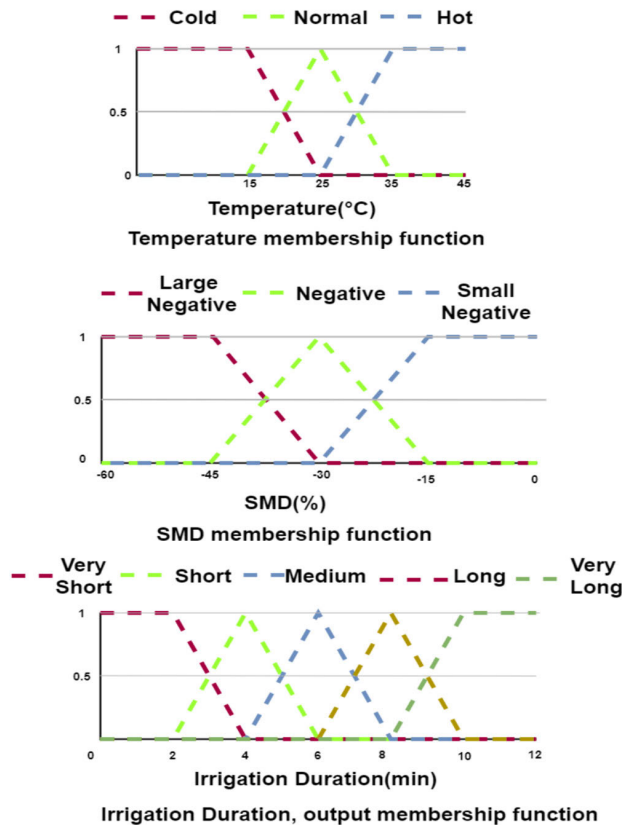 Cold Normal Hot
1
0.5
0
15 25 35 45
Temperature(°C)
Temperature membership function
Large Negative Negative Small Negative
1
0.5
0
-60 -45 -30 -15 0
SMD(%)
SMD membership function
Very Short Short Medium Long Very Long
1
0.5
0 2 4 6 8 10 12
Irrigation Duration(min)
Irrigation Duration, output membership function